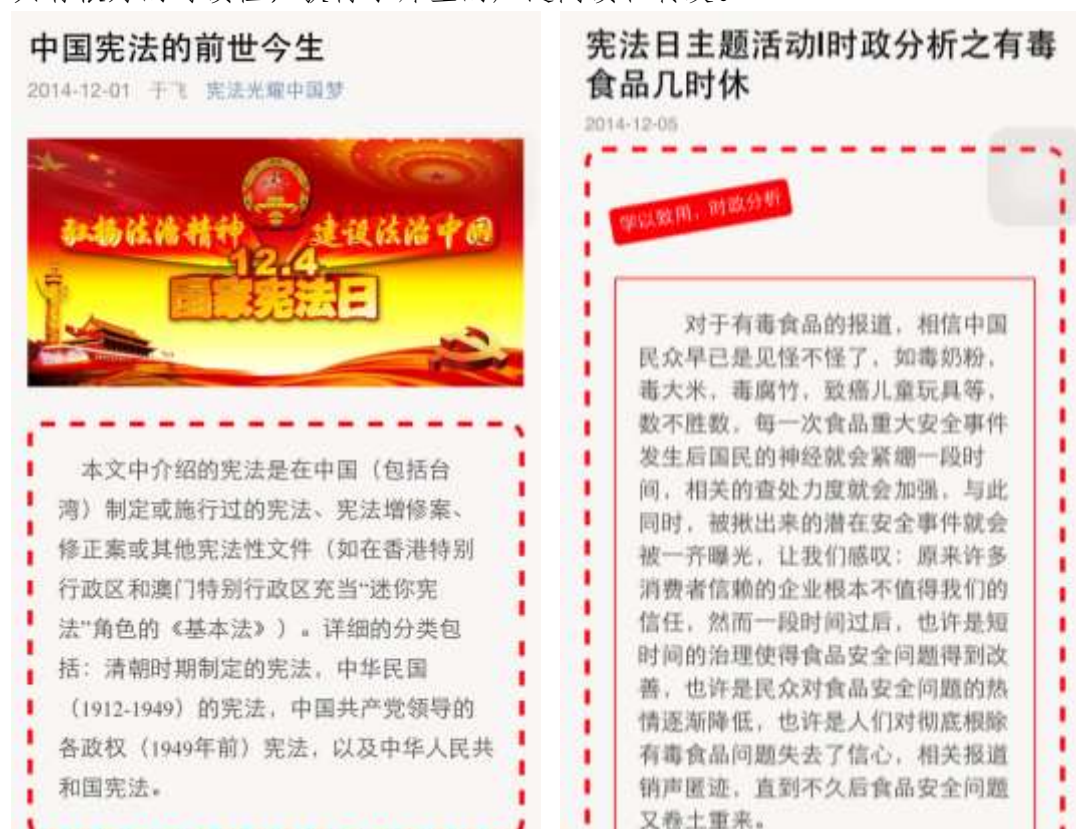 中国宪法的前世今生
2014-12-01 于飞 宪法光耀中国梦
弘扬法治精神 建设法治中国
12.4
国家宪法日
本文中介绍的宪法是在中国（包括台
湾）制定或施行过的宪法、宪法增修案、
修正案或其他宪法性文件（如在香港特别
行政区和澳门特别行政区充当“迷你宪
法”角色的《基本法》）。详细的分类包
括：清朝时期制定的宪法，中华民国
（1912-1949）的宪法，中国共产党领导的
各政权（1949年前）宪法，以及中华人民共
和国宪法。
宪法日主题活动|时政分析之有毒
食品几时休
2014-12-05
学以致用，时政分析
对于有毒食品的报道，相信中国
民众早已是见怪不怪了，如毒奶粉，
毒大米，毒腐竹，致癌儿童玩具等，
数不胜数，每一次食品重大安全事件
发生后国民的神经就会紧绷一段时
间，相关的查处力度就会加强，与此
同时，被揪出来的潜在安全事件就会
被一齐曝光，让我们感叹：原来许多
消费者信赖的企业根本不值得我们的
信任，然而一段时间过后，也许是短
时间的治理使得食品安全问题得到改
善，也许是民众对食品安全问题的热
情逐渐降低，也许是人们对彻底根除
有毒食品问题失去了信心，相关报道
销声匿迹，直到不久后食品安全问题
又卷土重来。